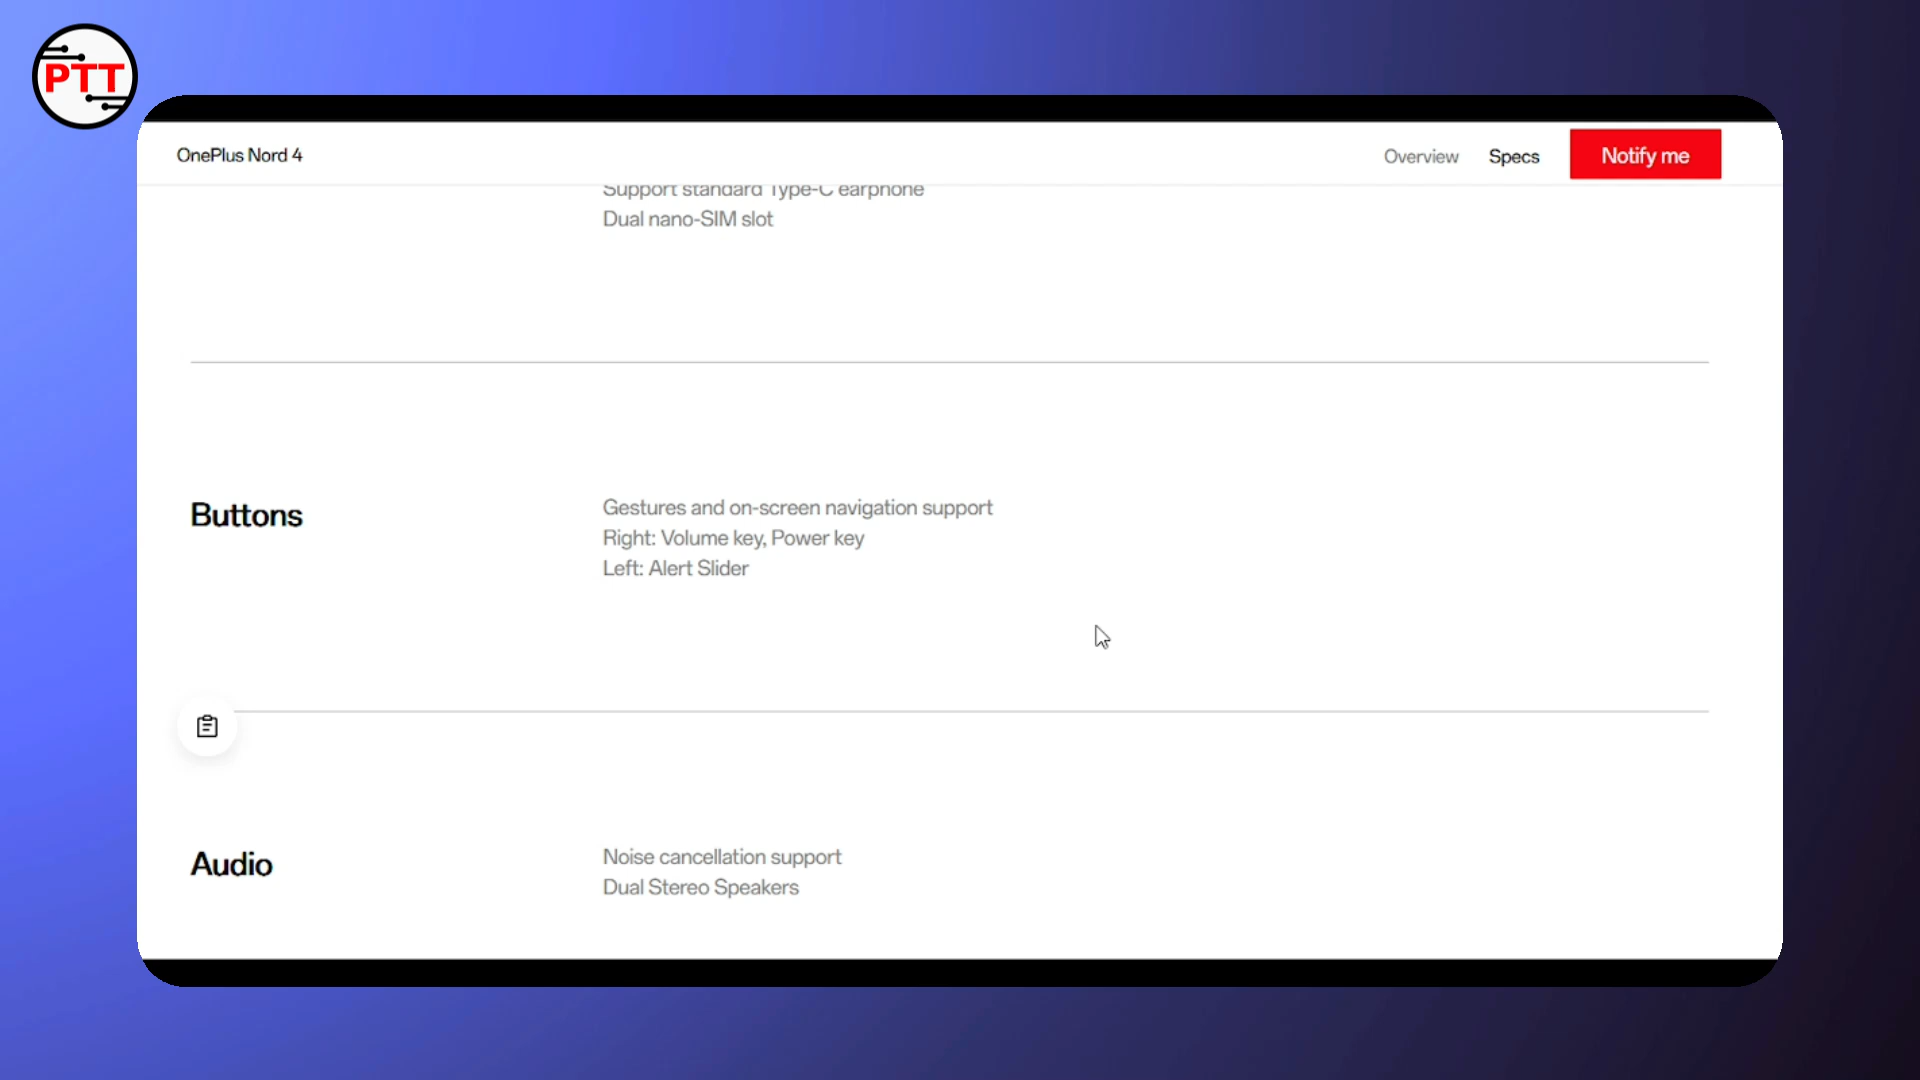 PTT
OnePlus Nord 4
Overview
Specs
Notify me
Support standard Type-C earphone
Dual nano-SIM slot
Buttons
Gestures and on-screen navigation support
Right: Volume key, Power key
Left: Alert Slider
Audio
Noise cancellation support
Dual Stereo Speakers